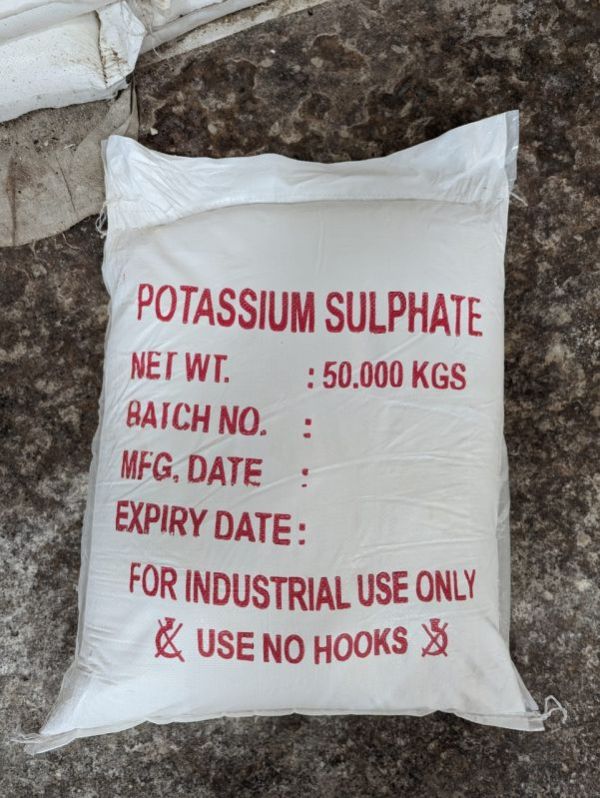 POTASSIUM SULPHATE
NET WT. : 50.000 KGS
BATCH NO. :
MFG. DATE :
EXPIRY DATE :
FOR INDUSTRIAL USE ONLY
USE NO HOOKS